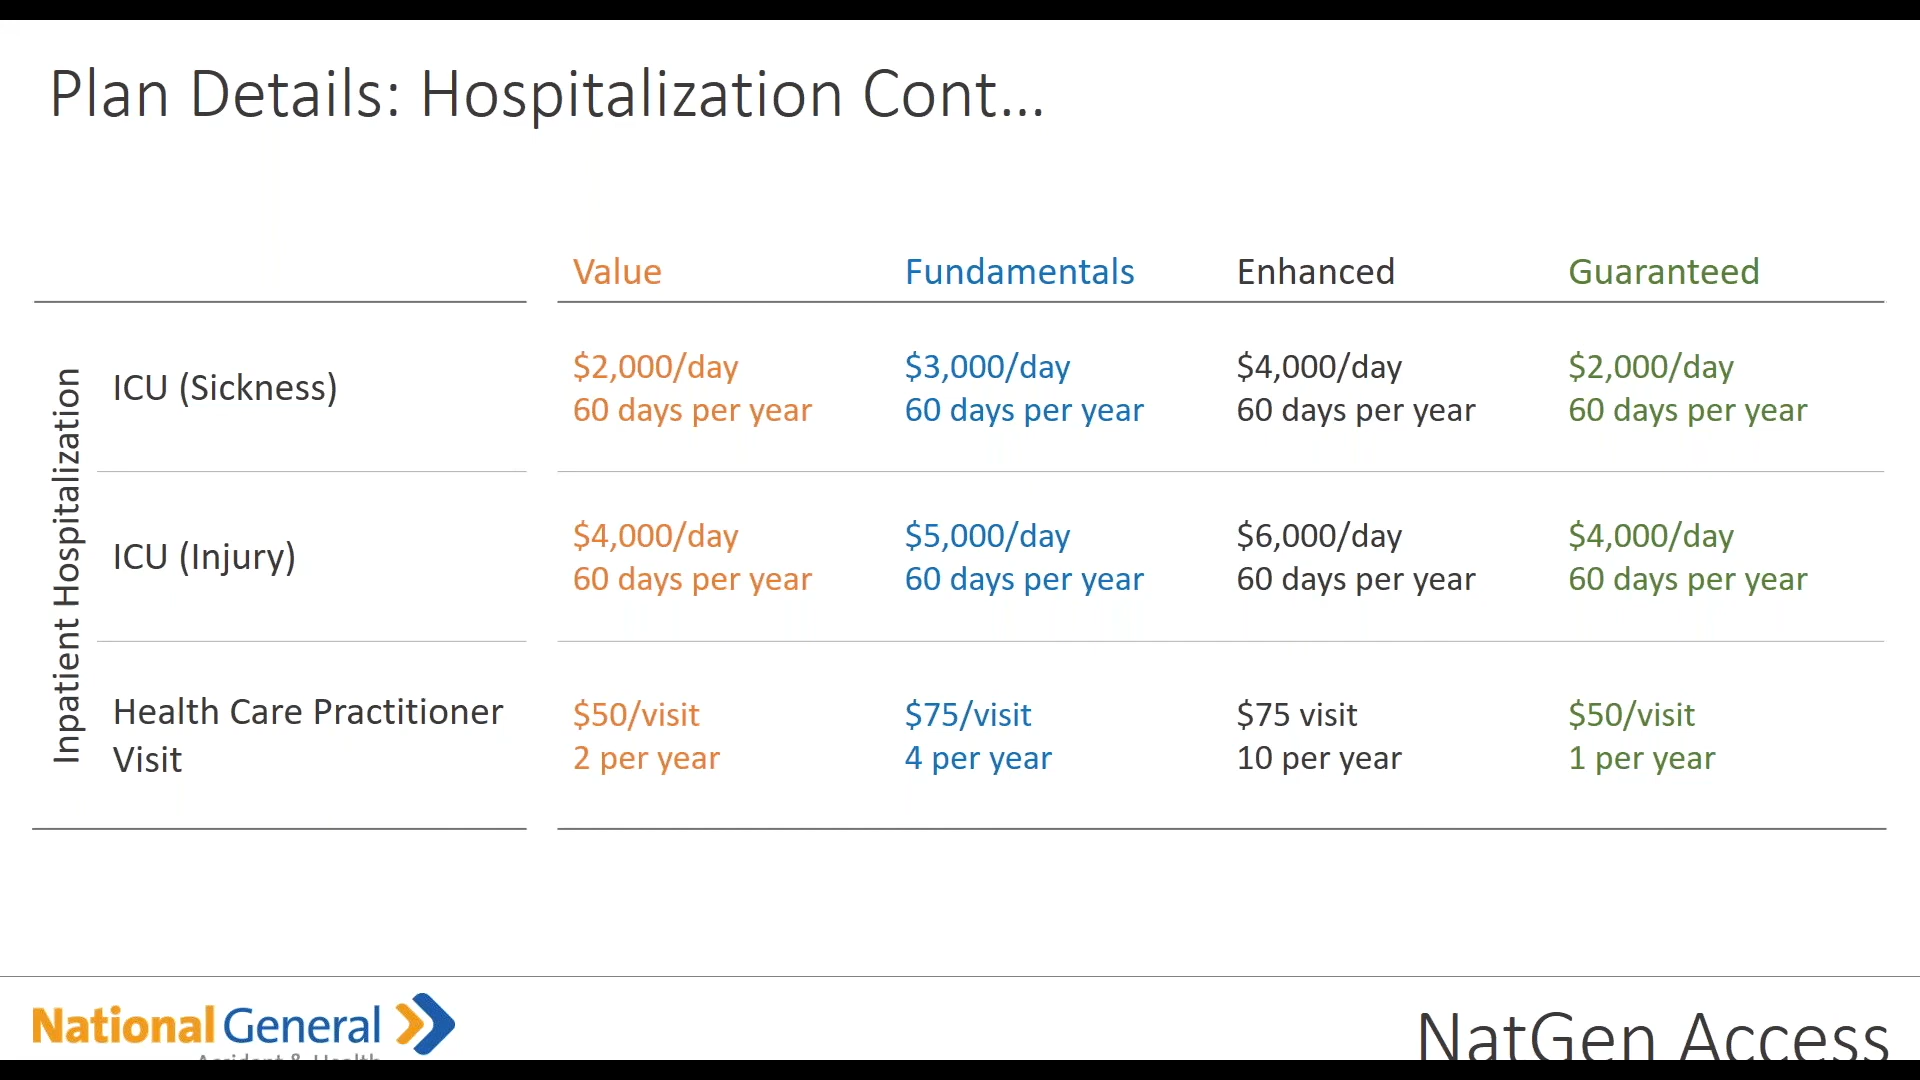 Plan Details: Hospitalization Cont...
Value Fundamentals Enhanced Guaranteed
Inpatient Hospitalization
ICU (Sickness)
$2,000/day $3,000/day $4,000/day $2,000/day
60 days per year 60 days per year 60 days per year 60 days per year
ICU (Injury)
$4,000/day $5,000/day $6,000/day $4,000/day
60 days per year 60 days per year 60 days per year 60 days per year
Health Care Practitioner
Visit
$50/visit $75/visit $75 visit $50/visit
2 per year 4 per year 10 per year 1 per year
National General
Accident & Health
NatGen Access